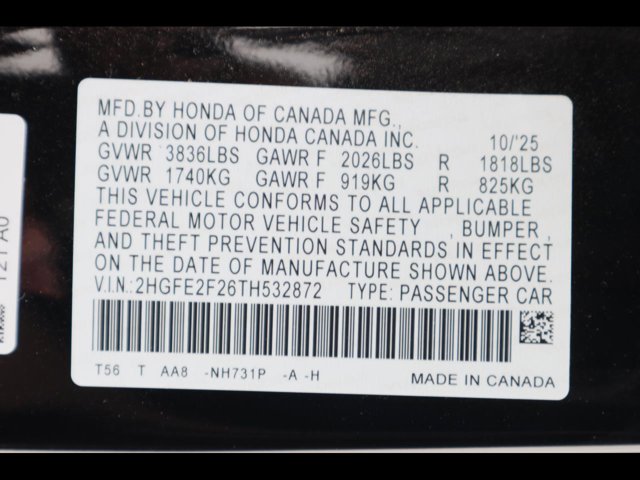 MFD.BY HONDA OF CANADA MFG.,
A DIVISION OF HONDA CANADA INC. 10/'25
GVWR 3836LBS GAWR F 2026LBS R 1818LBS
GVWR 1740KG GAWR F 919KG R 825KG
THIS VEHICLE CONFORMS TO ALL APPLICABLE
FEDERAL MOTOR VEHICLE SAFETY , BUMPER ,
AND THEFT PREVENTION STANDARDS IN EFFECT
ON THE DATE OF MANUFACTURE SHOWN ABOVE.
V.I.N.:2HGFE2F26TH532872 TYPE: PASSENGER CAR
T56 T AA8 -NH731P -A -H
MADE IN CANADA